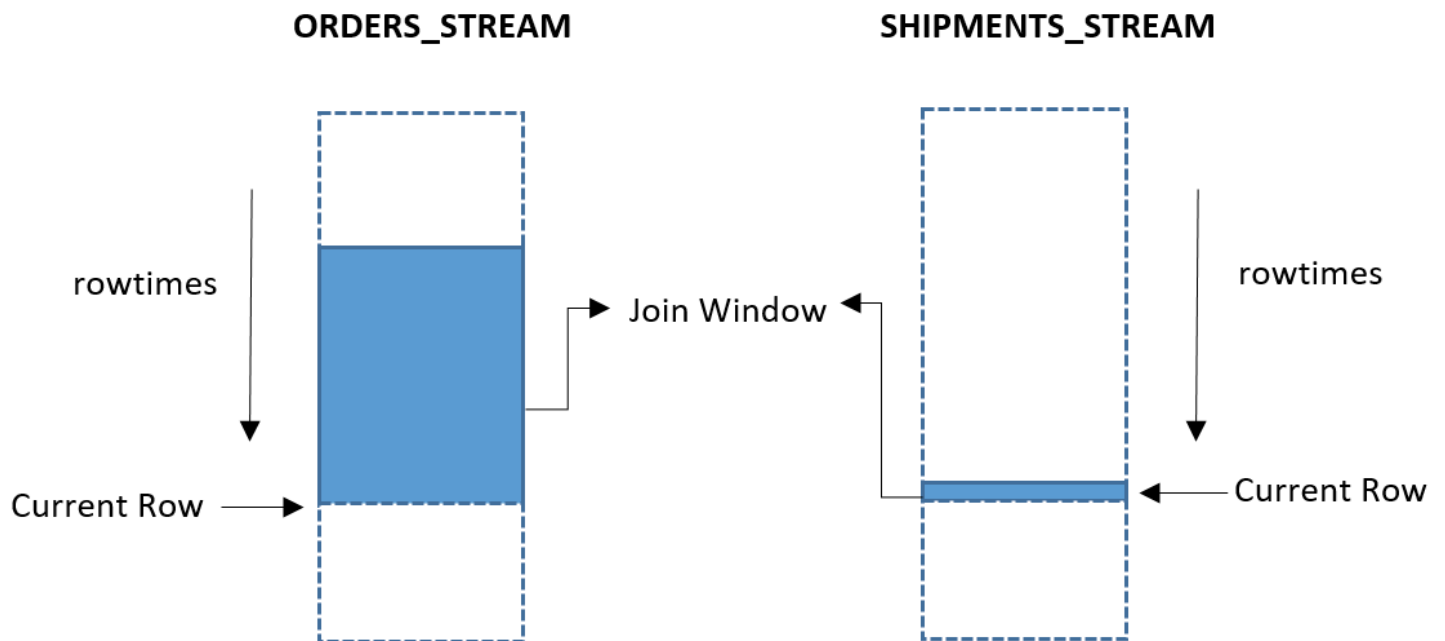 ORDERS_STREAM
SHIPMENTS_STREAM
rowtimes
Join Window
rowtimes
Current Row
Current Row